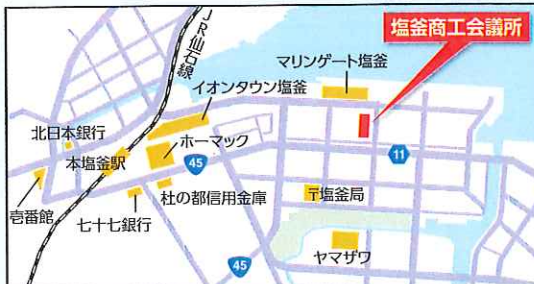 塩釜商工会議所
JR仙石線
マリンゲート塩釜
イオンタウン塩釜
北日本銀行
ホーマック
本塩釜駅
45
11
壱番館
杜の都信用金庫
〒塩釜局
七十七銀行
ヤマザワ
45